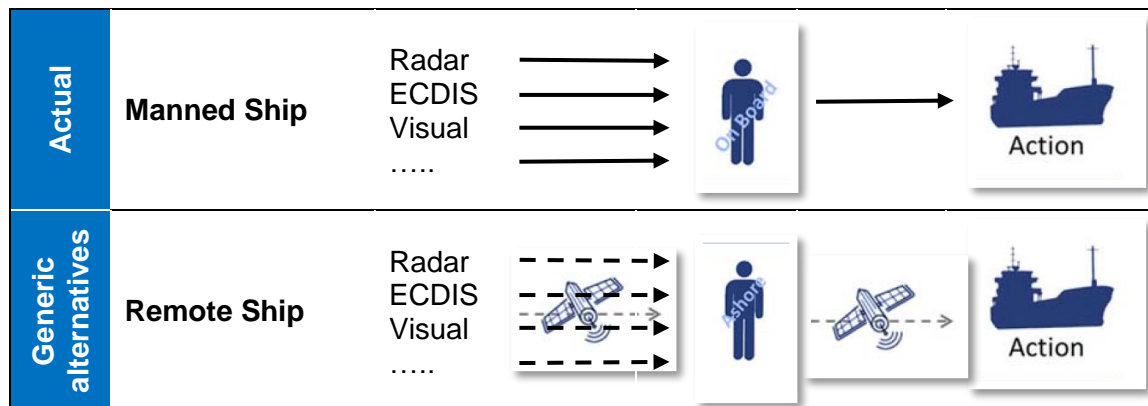 Actual
Manned Ship
Radar
ECDIS
Visual
…..
On Board
Action
Generic
alternatives
Remote Ship
Radar
ECDIS
Visual
…..
Ashore
Action